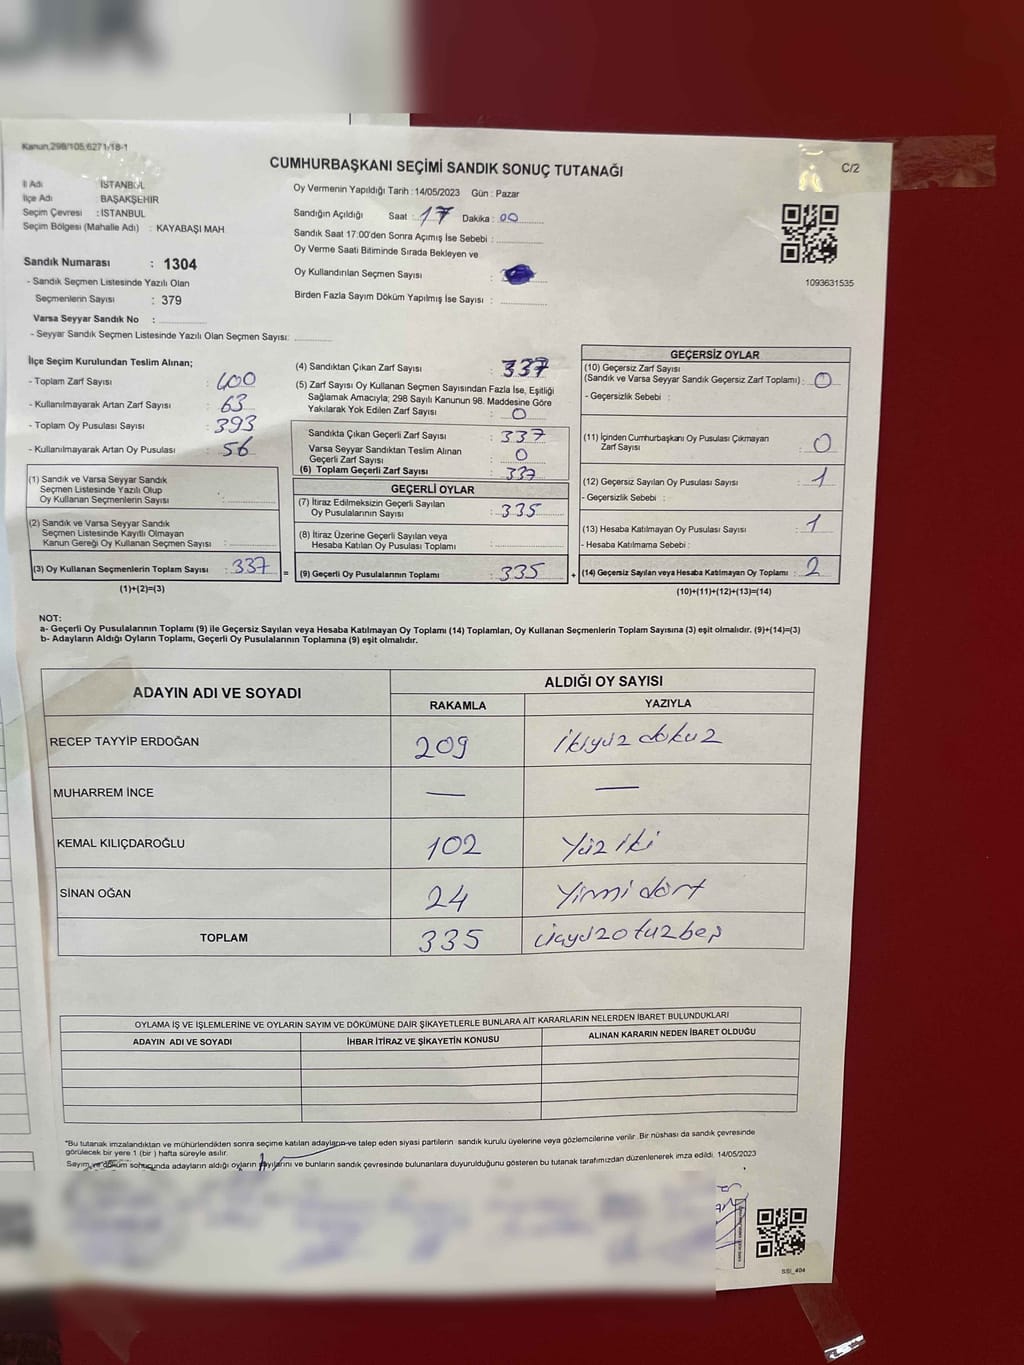 Kanun,298/105,6271/18-1
CUMHURBAŞKANI SEÇİMİ SANDIK SONUÇ TUTANAĞI
C/2
İl Adı : İSTANBUL
İlçe Adı BAŞAKŞEHİR
Seçim Çevresi : İSTANBUL
Seçim Bölgesi (Mahalle Adı) : KAYABAŞI MAH
Sandık Numarası : 1304
- Sandık Seçmen Listesinde Yazılı Olan
Seçmenlerin Sayısı : 379
Varsa Seyyar Sandık No :
- Seyyar Sandık Seçmen Listesinde Yazılı Olan Seçmen Sayısı:
Oy Vermenin Yapıldığı Tarih : 14/05/2023 Gün : Pazar
Sandığın Açıldığı Saat : 17 Dakika : 00
Sandık Saat 17:00'den Sonra Açımış İse Sebebi :
Oy Verme Saati Bitiminde Sırada Bekleyen ve
Oy Kullandırılan Seçmen Sayısı :
Birden Fazla Sayım Döküm Yapılmış İse Sayısı :
1093631535
İlçe Seçim Kurulundan Teslim Alınan;
- Toplam Zarf Sayısı : 400
- Kullanılmayarak Artan Zarf Sayısı : 63
- Toplam Oy Pusulası Sayısı : 393
- Kullanılmayarak Artan Oy Pusulası : 56
(1) Sandık ve Varsa Seyyar Sandık
Seçmen Listesinde Yazılı Olup
Oy Kullanan Seçmenlerin Sayısı :
(2) Sandık ve Varsa Seyyar Sandık
Seçmen Listesinde Kayıtlı Olmayan
Kanun Gereği Oy Kullanan Seçmen Sayısı :
(3) Oy Kullanan Seçmenlerin Toplam Sayısı : 337 =
(1)+(2)=(3)
(4) Sandıktan Çıkan Zarf Sayısı : 337
(5) Zarf Sayısı Oy Kullanan Seçmen Sayısından Fazla İse, Eşitliği
Sağlamak Amacıyla; 298 Sayılı Kanunun 98. Maddesine Göre
Yakılarak Yok Edilen Zarf Sayısı : 0
Sandıkta Çıkan Geçerli Zarf Sayısı : 337
Varsa Seyyar Sandıktan Teslim Alınan
Geçerli Zarf Sayısı : 0
(6) Toplam Geçerli Zarf Sayısı : 337
GEÇERLİ OYLAR
(7) İtiraz Edilmeksizin Geçerli Sayılan
Oy Pusulalarının Sayısı : 335
(8) İtiraz Üzerine Geçerli Sayılan veya
Hesaba Katılan Oy Pusulası Toplamı :
(9) Geçerli Oy Pusulalarının Toplamı : 335 +
GEÇERSİZ OYLAR
(10) Geçersiz Zarf Sayısı
(Sandık ve Varsa Seyyar Sandık Geçersiz Zarf Toplamı) : 0
- Geçersizlik Sebebi :
(11) İçinden Cumhurbaşkanı Oy Pusulası Çıkmayan
Zarf Sayısı : 0
(12) Geçersiz Sayılan Oy Pusulası Sayısı : 1
- Geçersizlik Sebebi :
(13) Hesaba Katılmayan Oy Pusulası Sayısı : 1
- Hesaba Katılmama Sebebi :
(14) Geçersiz Sayılan veya Hesaba Katılmayan Oy Toplamı : 2
(10)+(11)+(12)+(13)=(14)
NOT:
a- Geçerli Oy Pusulalarının Toplamı (9) ile Geçersiz Sayılan veya Hesaba Katılmayan Oy Toplamı (14) Toplamları, Oy Kullanan Seçmenlerin Toplam Sayısına (3) eşit olmalıdır. (9)+(14)=(3)
b- Adayların Aldığı Oyların Toplamı, Geçerli Oy Pusulalarının Toplamına (9) eşit olmalıdır.
ADAYIN ADI VE SOYADI
ALDIĞI OY SAYISI
RAKAMLA YAZIYLA
RECEP TAYYİP ERDOĞAN 209 ikiyüz dokuz
MUHARREM İNCE — —
KEMAL KILIÇDAROĞLU 102 Yüz iki
SİNAN OĞAN 24 Yirmi dört
TOPLAM 335 üçyüzotuzbeş
OYLAMA İŞ VE İŞLEMLERİNE VE OYLARIN SAYIM VE DÖKÜMÜNE DAİR ŞİKAYETLERLE BUNLARA AİT KARARLARIN NELERDEN İBARET BULUNDUKLARI
ADAYIN ADI VE SOYADI İHBAR İTİRAZ VE ŞİKAYETİN KONUSU ALINAN KARARIN NEDEN İBARET OLDUĞU
*Bu tutanak imzalandıktan ve mühürlendikten sonra seçime katılan adayların ve talep eden siyasi partilerin sandık kurulu üyelerine veya gözlemcilerine verilir. Bir nüshası da sandık çevresinde
görülecek bir yere 1 (bir ) hafta süreyle asılır.
Sayım ve döküm sonucunda adayların aldığı oyların sayılarını ve bunların sandık çevresinde bulunanlara duyurulduğunu gösteren bu tutanak tarafımızdan düzenlenerek imza edildi. 14/05/2023
SSI_404